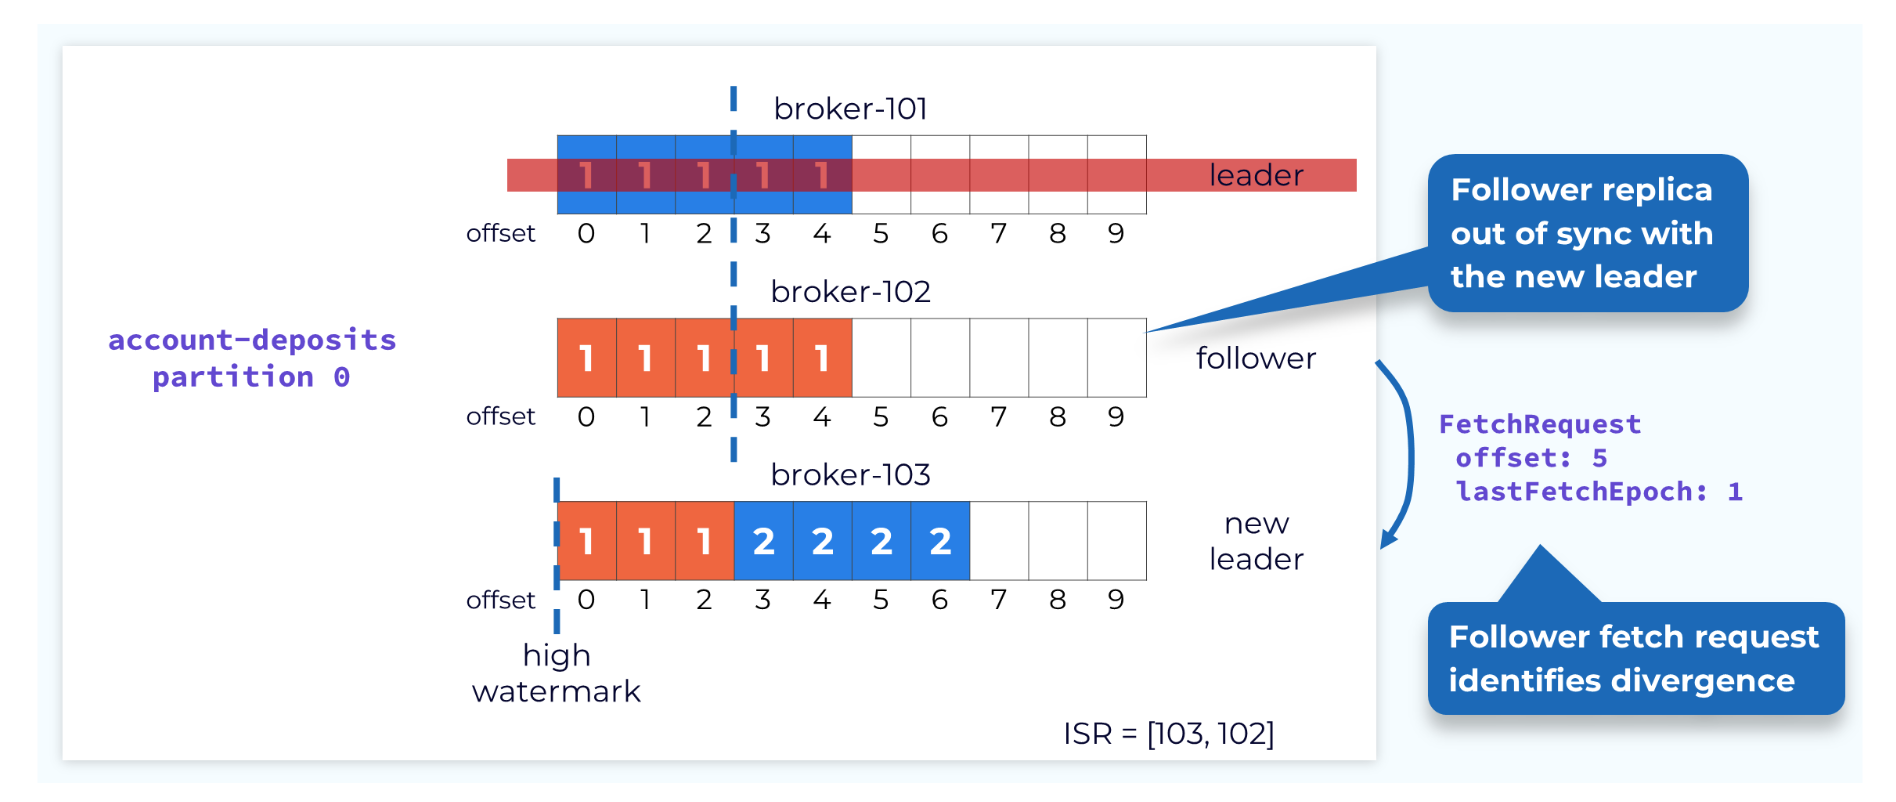 broker-101
1 1 1 1 1
leader
offset 0 1 2 3 4 5 6 7 8 9
Follower replica
out of sync with
the new leader
broker-102
account-deposits
partition 0
1 1 1 1 1
follower
offset 0 1 2 3 4 5 6 7 8 9
FetchRequest
offset: 5
lastFetchEpoch: 1
broker-103
1 1 1 2 2 2 2
new
leader
offset 0 1 2 3 4 5 6 7 8 9
high
watermark
Follower fetch request
identifies divergence
ISR = [103, 102]